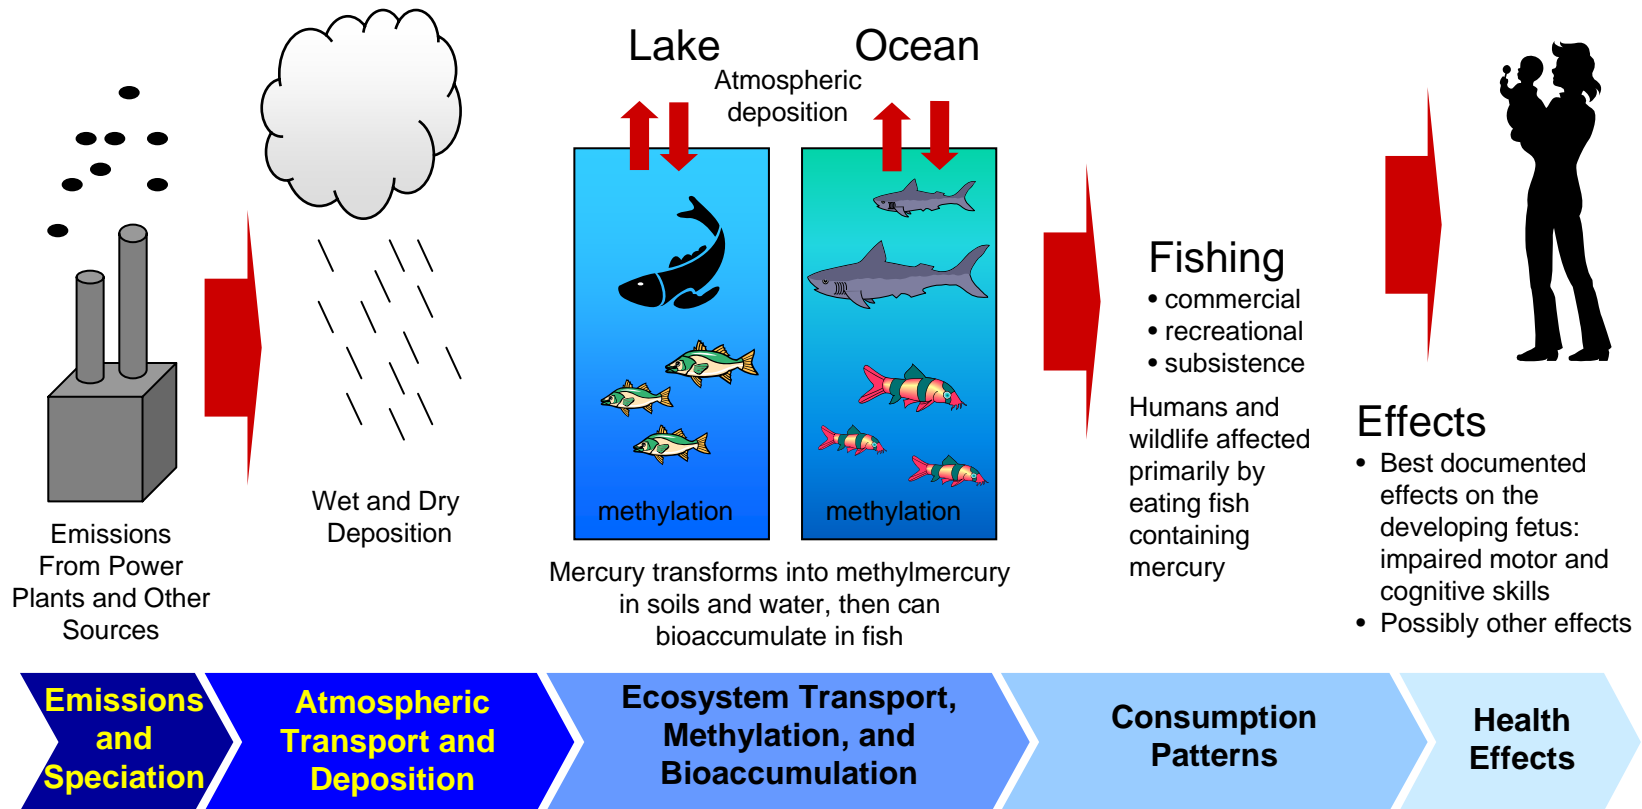 Lake
Ocean
Atmospheric
deposition
methylation
methylation
Emissions
From Power
Plants and Other
Sources
Wet and Dry
Deposition
Mercury transforms into methylmercury
in soils and water, then can
bioaccumulate in fish
Fishing
• commercial
• recreational
• subsistence
Humans and
wildlife affected
primarily by
eating fish
containing
mercury
Effects
• Best documented
effects on the
developing fetus:
impaired motor and
cognitive skills
• Possibly other effects
Emissions
and
Speciation
Atmospheric
Transport and
Deposition
Ecosystem Transport,
Methylation, and
Bioaccumulation
Consumption
Patterns
Health
Effects